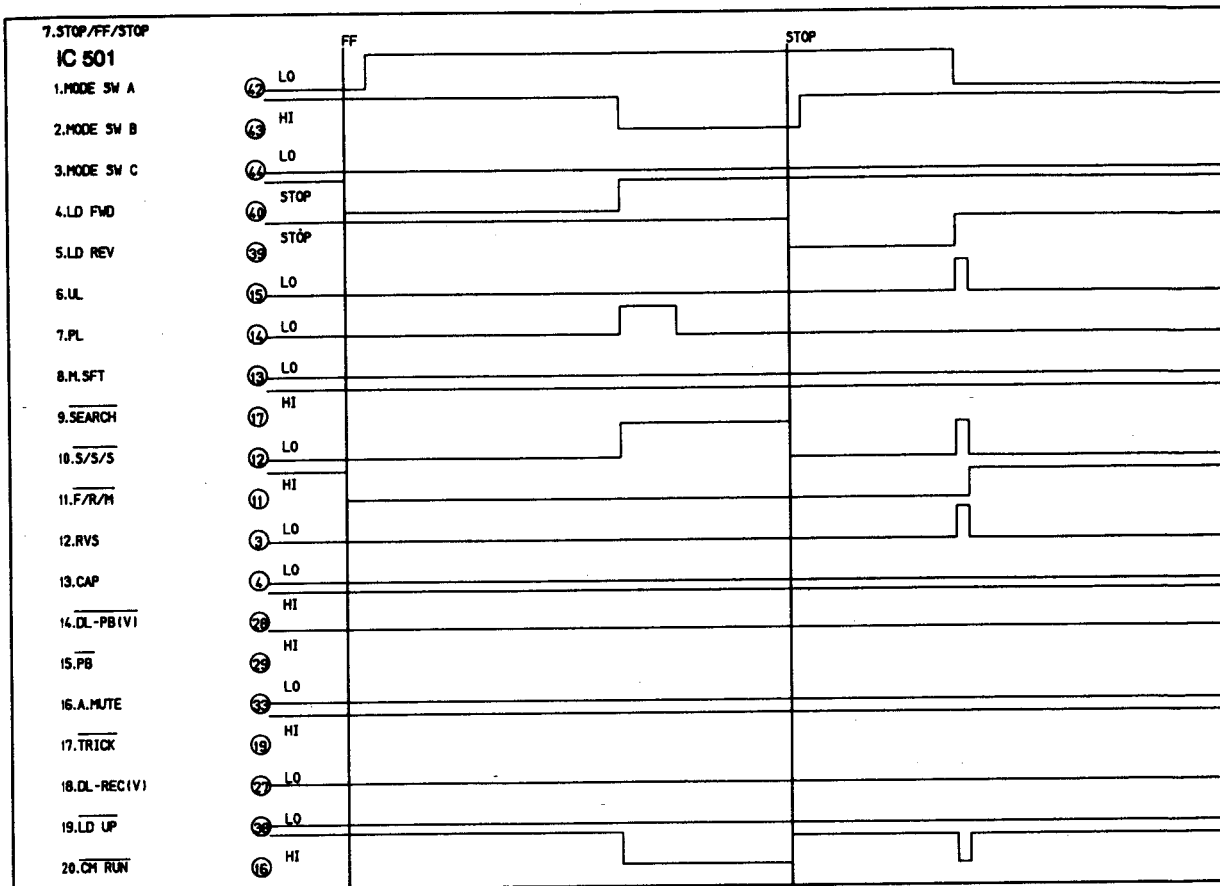 7.STOP/FF/STOP
FF
STOP
IC 501
1.MODE SW A 42 LO
2.MODE SW B 43 HI
3.MODE SW C 44 LO
4.LD FWD 40 STOP
5.LD REV 39 STOP
6.UL 15 LO
7.PL 14 LO
8.M.SFT 13 LO
9.SEARCH 17 HI
10.S/S/S 12 LO
11.F/R/M 11 HI
12.RVS 3 LO
13.CAP 4 LO
14.DL-PB(V) 28 HI
15.PB 29 HI
16.A.MUTE 33 LO
17.TRICK 19 HI
18.DL-REC(V) 27 LO
19.LD UP LO
20.CM RUN 16 HI